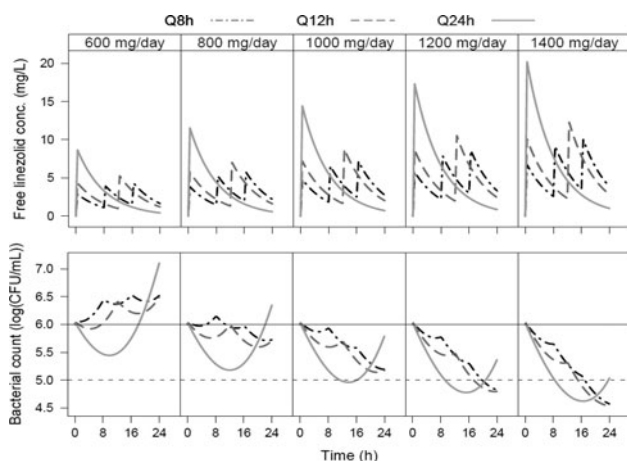 Q8h Q12h Q24h
600 mg/day 800 mg/day 1000 mg/day 1200 mg/day 1400 mg/day
Free linezolid conc. (mg/L)
20
15
10
5
0
Bacterial count (log(CFU/mL))
7.0
6.5
6.0
5.5
5.0
4.5
0 8 16 24 0 8 16 24 0 8 16 24 0 8 16 24 0 8 16 24
Time (h)